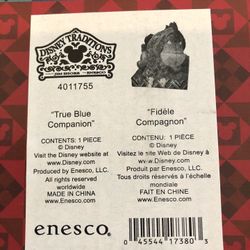 DISNEY TRADITIONS
JIM SHORE ENESCO
4011755
"True Blue
Companion"
CONTENTS: 1 PIECE
© Disney
Visit the Disney website at
www.Disney.com
Produced by Enesco, LLC.
All rights reserved
worldwide
MADE IN CHINA
www.Enesco.com
"Fidèle
Compagnon"
CONTENU: 1 PIECE
© Disney
Visitez le site Web de Disney à
www.Disney.com
Produit par Enesco, LLC.
Tous droits réservés à l'échelle
mondiale
FAIT EN CHINE
www.Enesco.com
enesco.
0 45544 17380